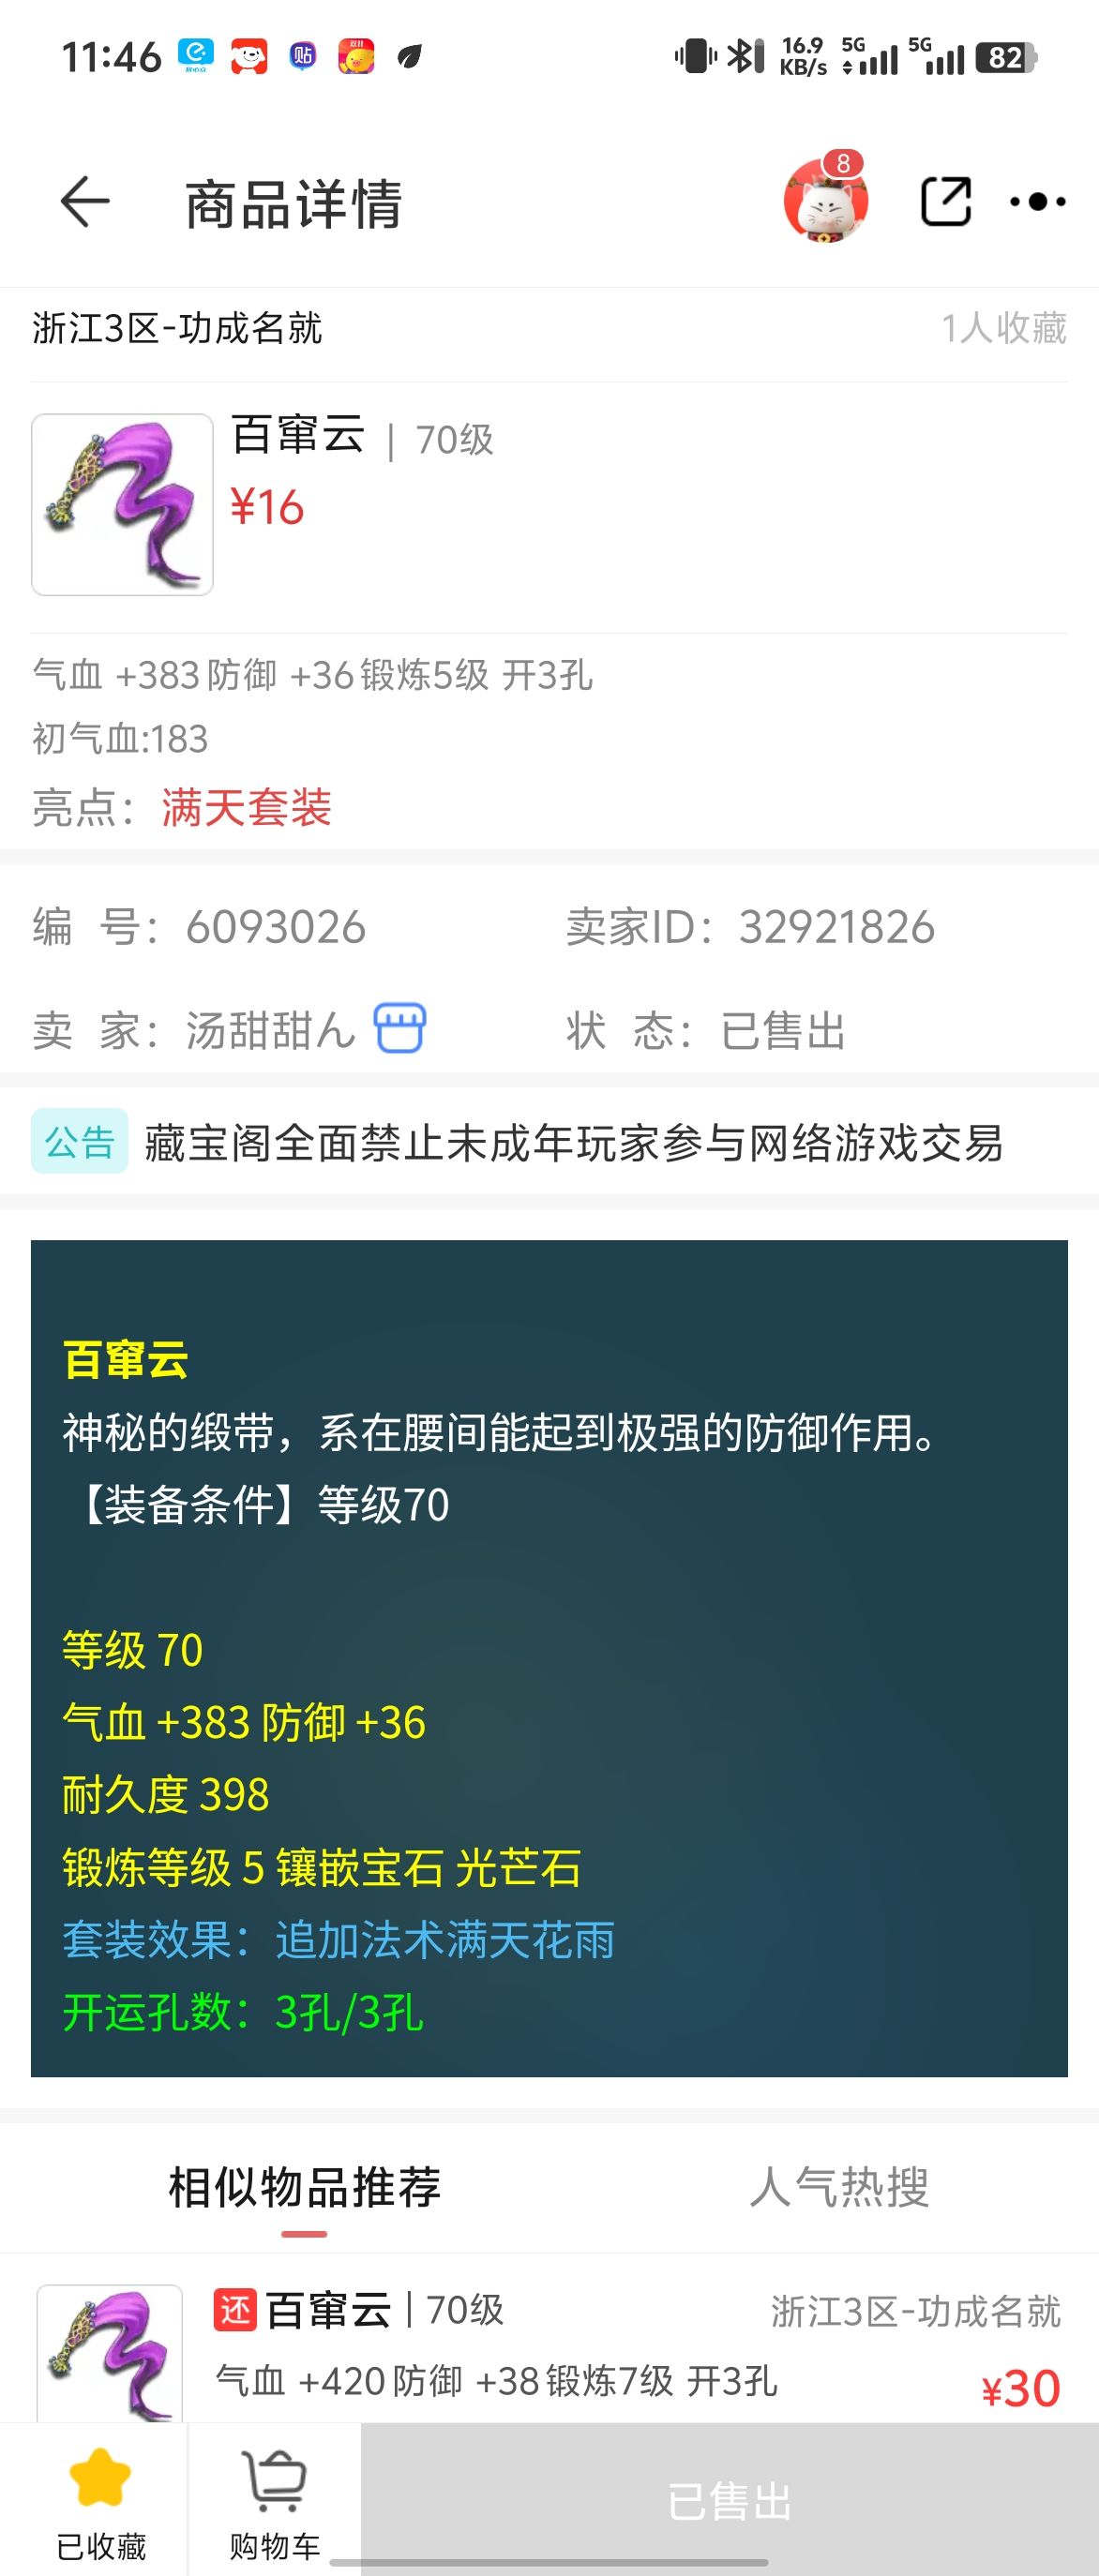 11:46
贴
16.9 KB/s 5G 5G 82
商品详情
8
浙江3区-功成名就 1人收藏
百窜云 | 70级
¥16
气血 +383 防御 +36 锻炼5级 开3孔
初气血:183
亮点：满天套装
编 号：6093026 卖家ID：32921826
卖 家：汤甜甜ん 状 态：已售出
公告 藏宝阁全面禁止未成年玩家参与网络游戏交易
百窜云
神秘的缎带，系在腰间能起到极强的防御作用。
【装备条件】等级70
等级 70
气血 +383 防御 +36
耐久度 398
锻炼等级 5 镶嵌宝石 光芒石
套装效果：追加法术满天花雨
开运孔数：3孔/3孔
相似物品推荐 人气热搜
还 百窜云 | 70级 浙江3区-功成名就
气血 +420 防御 +38 锻炼7级 开3孔 ¥30
已收藏 购物车 已售出